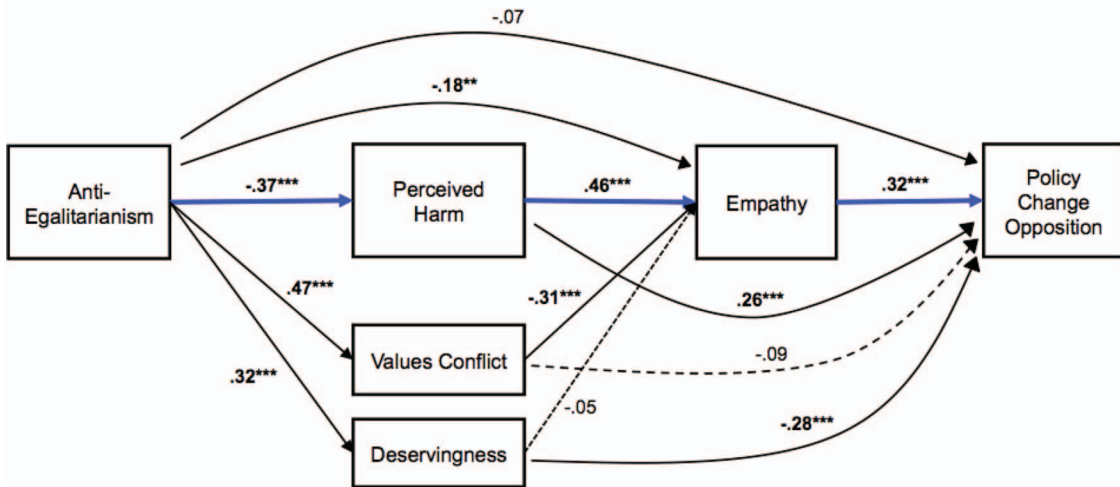 -.07
-.18**
Anti-
Egalitarianism
-.37***
Perceived
Harm
.46***
Empathy
.32***
Policy
Change
Opposition
.47***
-.31***
.26***
.32***
Values Conflict
-.09
-.05
Deservingness
-.28***